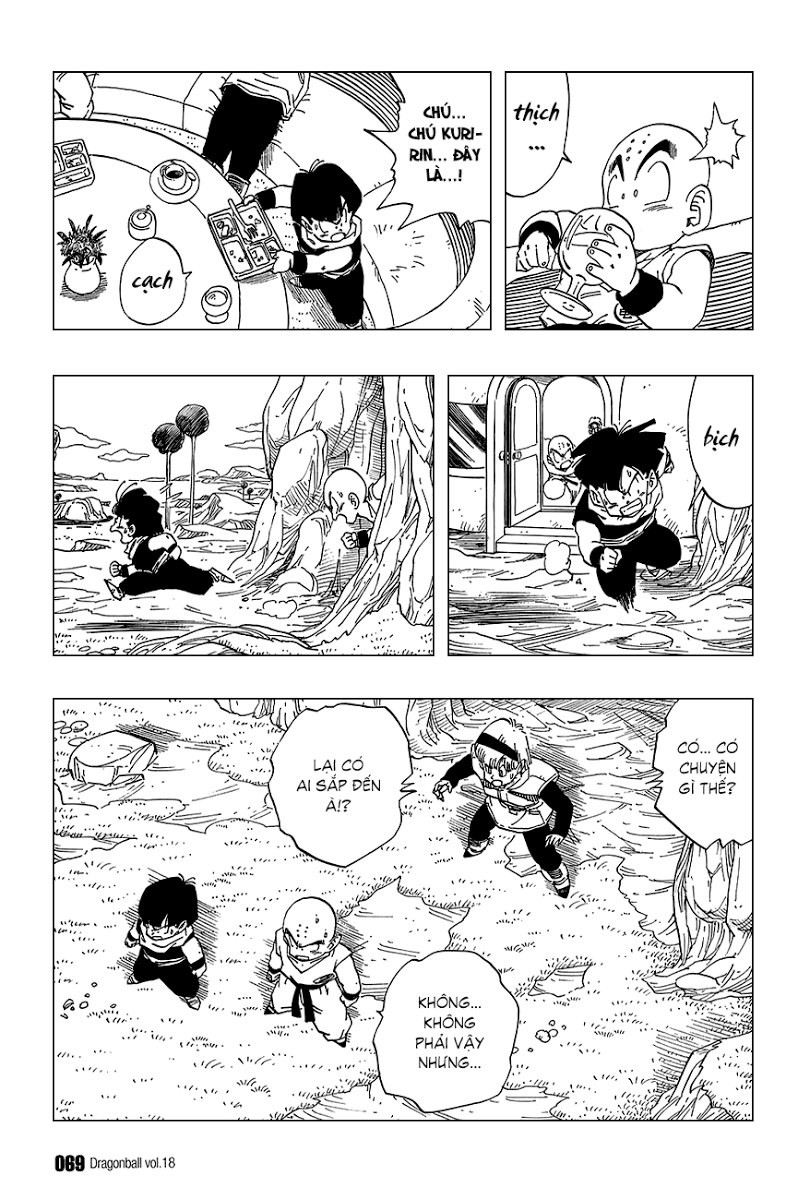 thịch
...
CHÚ...
CHÚ KURI-
RIN... ĐÂY
LÀ...!
cạch
bịch
CÓ... CÓ
CHUYỆN
GÌ THẾ?
LẠI CÓ
AI SẮP ĐẾN
À!?
KHÔNG...
KHÔNG
PHẢI VẬY
NHƯNG...
069 Dragonball vol.18